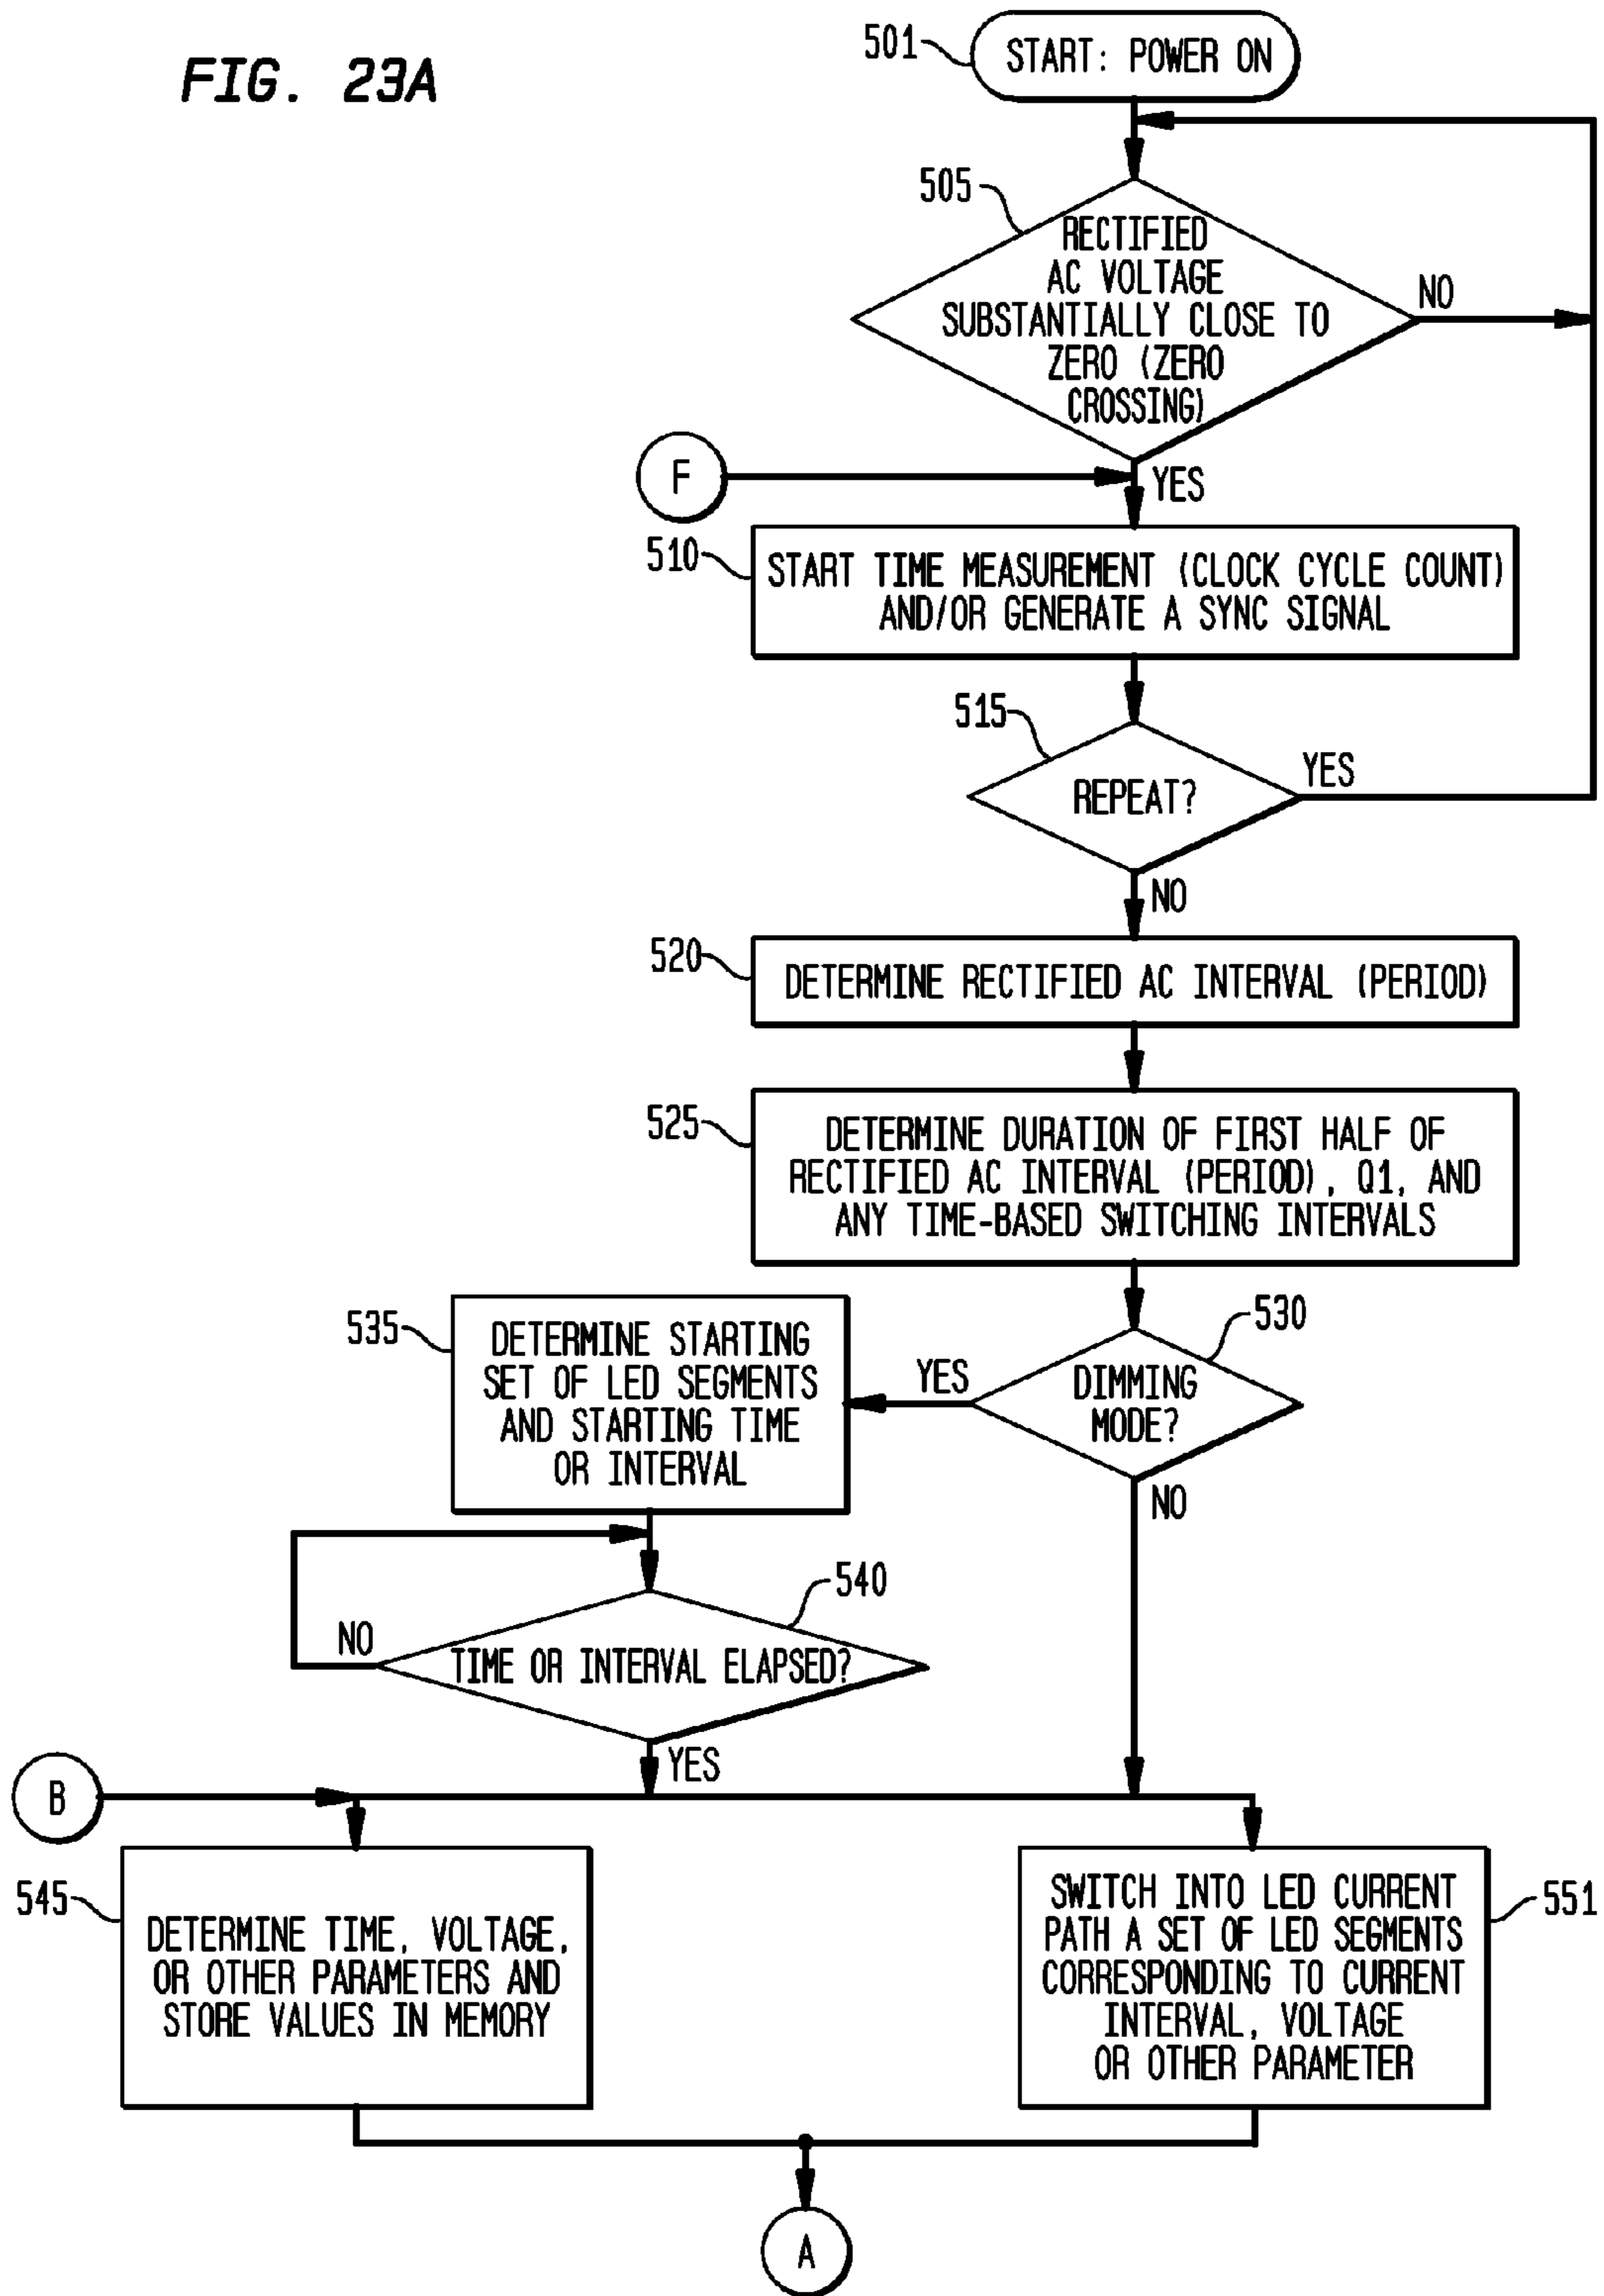 FIG. 23A
501
START: POWER ON
505
RECTIFIED
AC VOLTAGE
SUBSTANTIALLY CLOSE TO
ZERO (ZERO
CROSSING)
NO
F
YES
510
START TIME MEASUREMENT (CLOCK CYCLE COUNT)
AND/OR GENERATE A SYNC SIGNAL
515
REPEAT?
YES
NO
520
DETERMINE RECTIFIED AC INTERVAL (PERIOD)
525
DETERMINE DURATION OF FIRST HALF OF
RECTIFIED AC INTERVAL (PERIOD), Q1, AND
ANY TIME-BASED SWITCHING INTERVALS
530
DIMMING
MODE?
YES
NO
535
DETERMINE STARTING
SET OF LED SEGMENTS
AND STARTING TIME
OR INTERVAL
540
TIME OR INTERVAL ELAPSED?
NO
YES
B
545
DETERMINE TIME, VOLTAGE,
OR OTHER PARAMETERS AND
STORE VALUES IN MEMORY
551
SWITCH INTO LED CURRENT
PATH A SET OF LED SEGMENTS
CORRESPONDING TO CURRENT
INTERVAL, VOLTAGE
OR OTHER PARAMETER
A